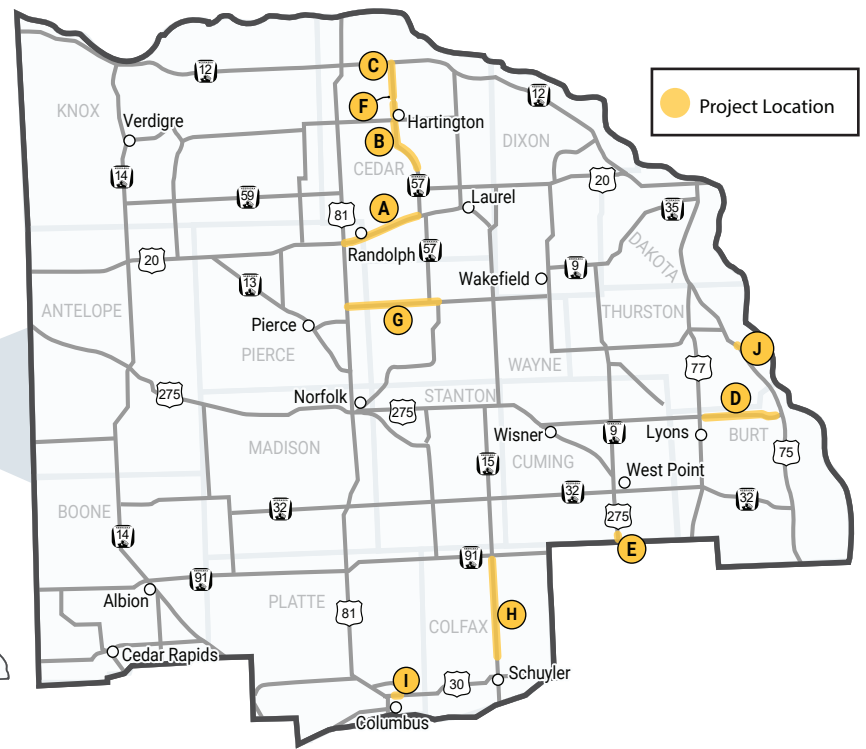 C
12
Project Location
12
F
KNOX
Verdigre
Hartington
B
DIXON
CEDAR
14
57
20
59
Laurel
81
A
35
Randolph
57
DAKOTA
20
9
13
Wakefield
ANTELOPE
THURSTON
G
Pierce
PIERCE
J
WAYNE
77
275
Norfolk
STANTON
D
275
Wisner
9
Lyons
BURT
MADISON
15
CUMING
75
West Point
32
32
BOONE
32
275
14
E
91
91
Albion
PLATTE
81
H
COLFAX
Cedar Rapids
I
30
Schuyler
Columbus